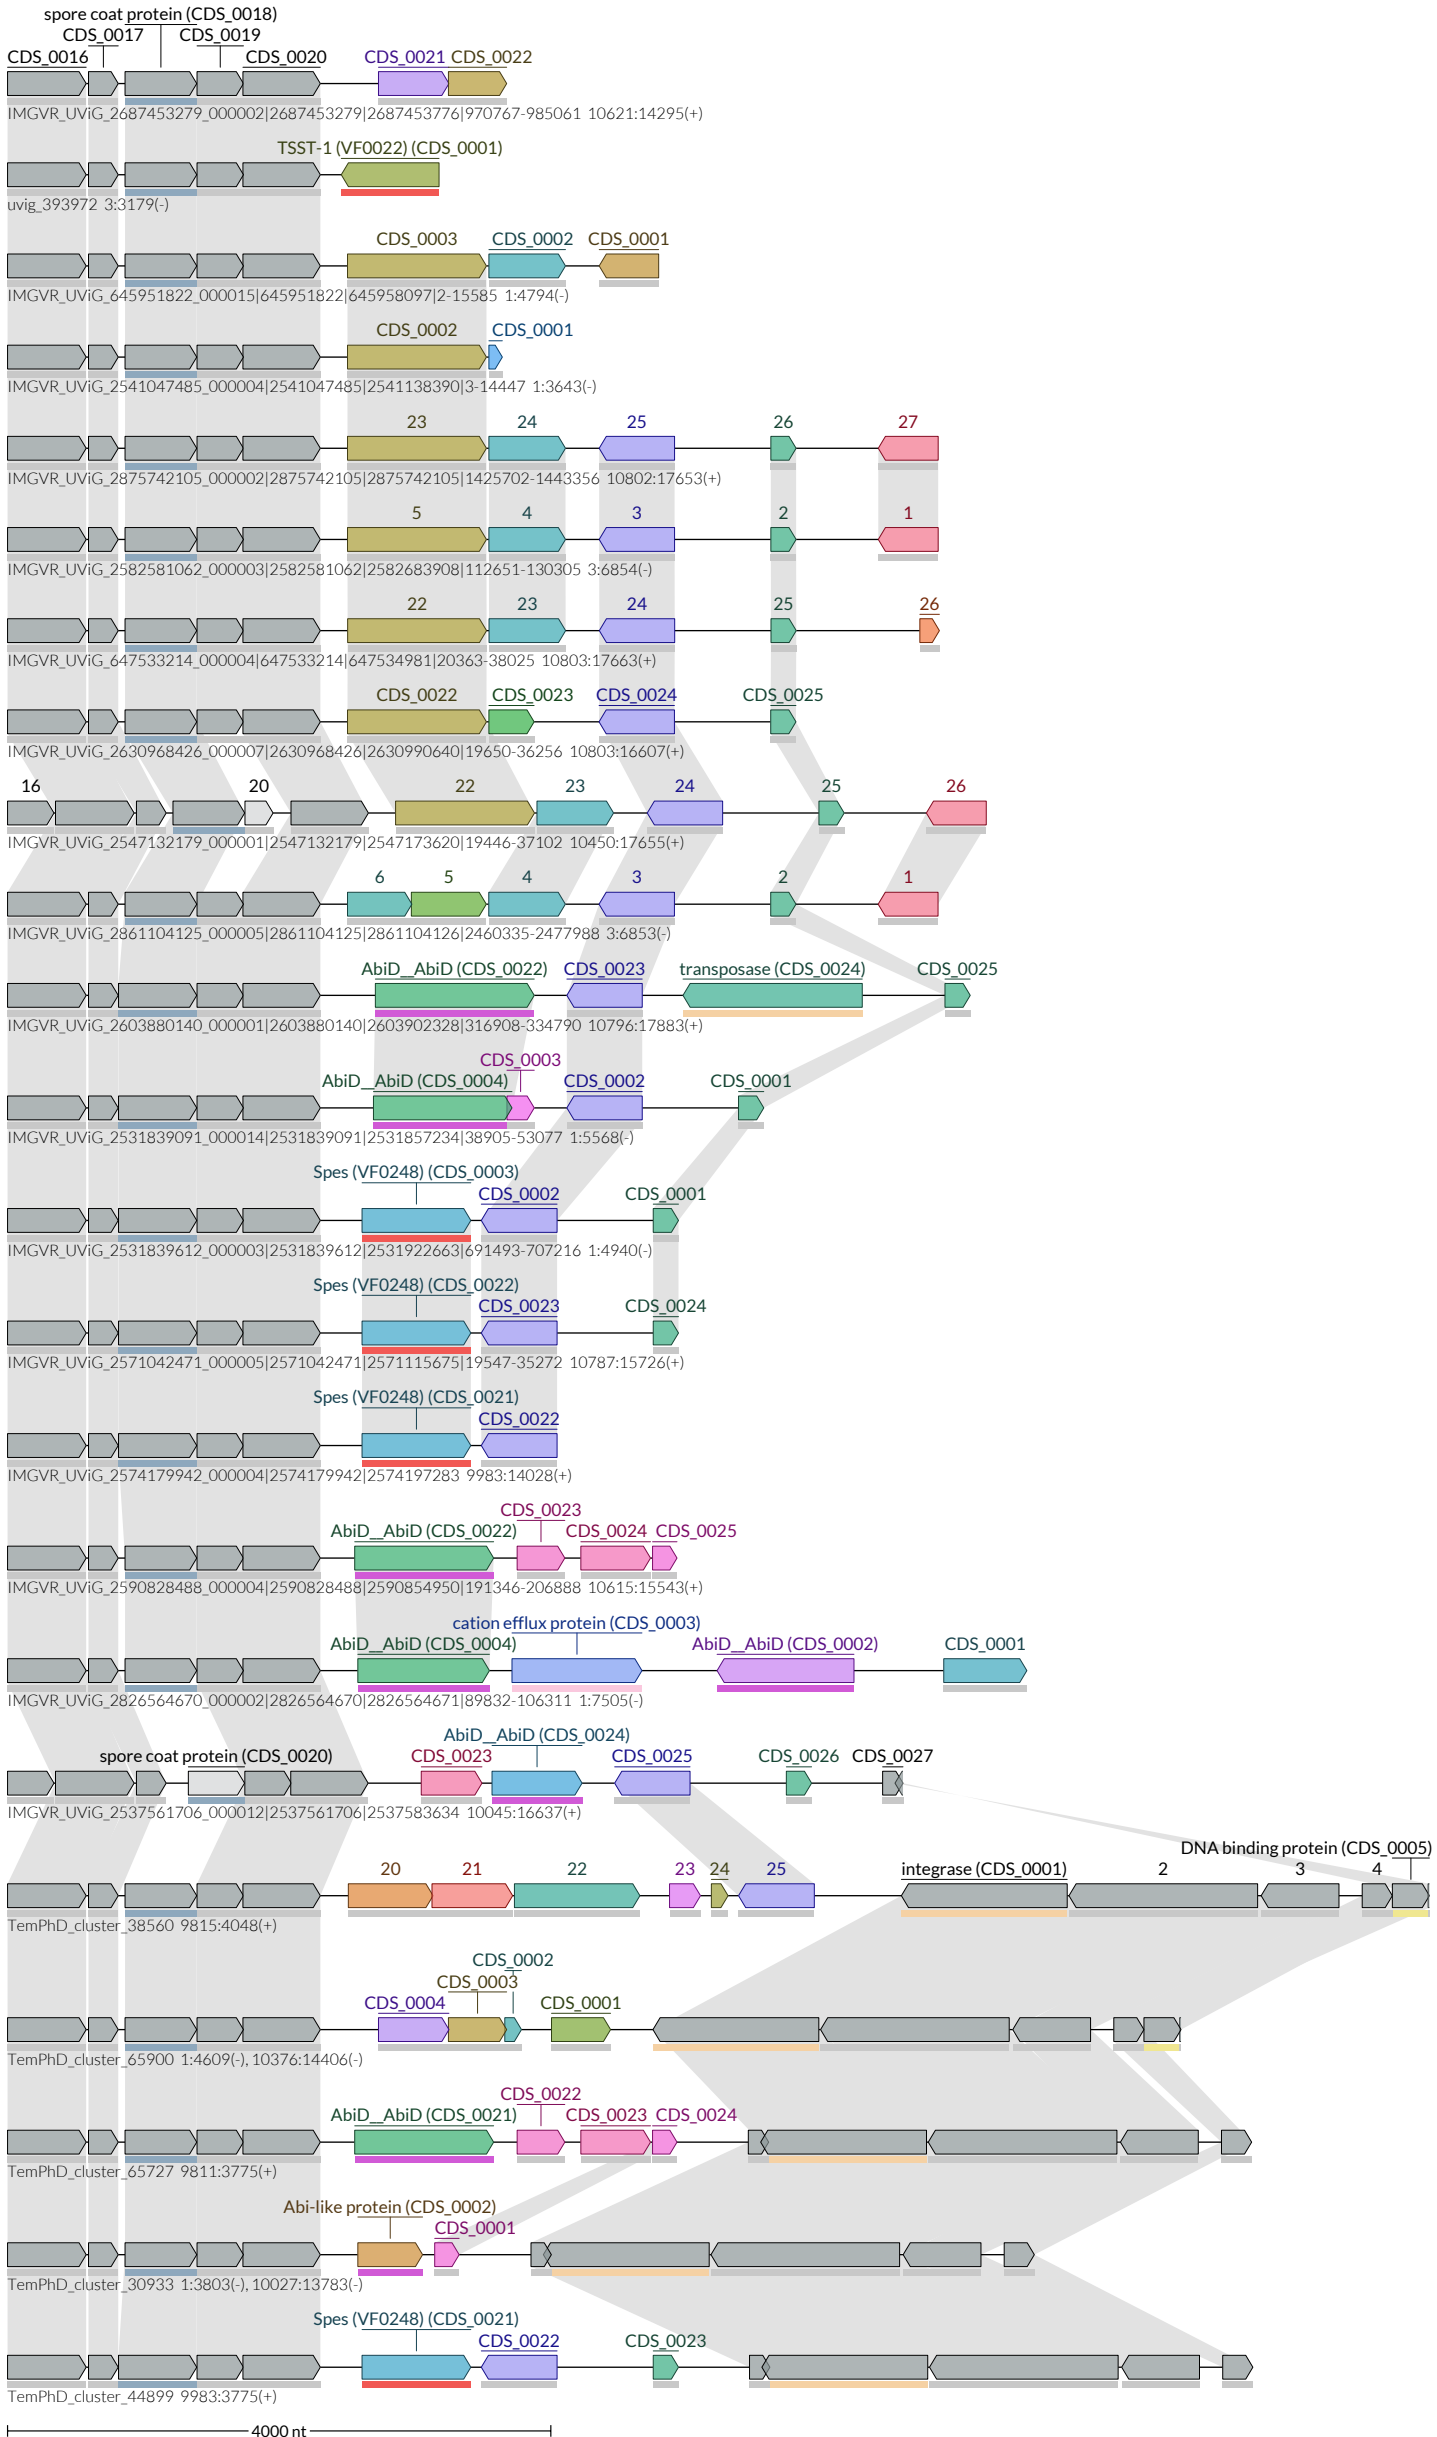 spore coat protein (CDS_0018)
CDS_0017 CDS_0019
CDS_0016 CDS_0020 CDS_0021 CDS_0022
IMGVR_UViG_2687453279_000002|2687453279|2687453776|970767-985061 10621:14295(+)
TSST-1 (VF0022) (CDS_0001)
uvig_393972 3:3179(-)
CDS_0003 CDS_0002 CDS_0001
IMGVR_UViG_645951822_000015|645951822|645958097|2-15585 1:4794(-)
CDS_0002 CDS_0001
IMGVR_UViG_2541047485_000004|2541047485|2541138390|3-14447 1:3643(-)
23 24 25 26 27
IMGVR_UViG_2875742105_000002|2875742105|2875742105|1425702-1443356 10802:17653(+)
5 4 3 2 1
IMGVR_UViG_2582581062_000003|2582581062|2582683908|112651-130305 3:6854(-)
22 23 24 25 26
IMGVR_UViG_647533214_000004|647533214|647534981|20363-38025 10803:17663(+)
CDS_0022 CDS_0023 CDS_0024 CDS_0025
IMGVR_UViG_2630968426_000007|2630968426|2630990640|19650-36256 10803:16607(+)
16 20 22 23 24 25 26
IMGVR_UViG_2547132179_000001|2547132179|2547173620|19446-37102 10450:17655(+)
6 5 4 3 2 1
IMGVR_UViG_2861104125_000005|2861104125|2861104126|2460335-2477988 3:6853(-)
AbiD__AbiD (CDS_0022) CDS_0023 transposase (CDS_0024) CDS_0025
IMGVR_UViG_2603880140_000001|2603880140|2603902328|316908-334790 10796:17883(+)
CDS_0003
AbiD__AbiD (CDS_0004) CDS_0002 CDS_0001
IMGVR_UViG_2531839091_000014|2531839091|2531857234|38905-53077 1:5568(-)
Spes (VF0248) (CDS_0003)
CDS_0002 CDS_0001
IMGVR_UViG_2531839612_000003|2531839612|2531922663|691493-707216 1:4940(-)
Spes (VF0248) (CDS_0022)
CDS_0023 CDS_0024
IMGVR_UViG_2571042471_000005|2571042471|2571115675|19547-35272 10787:15726(+)
Spes (VF0248) (CDS_0021)
CDS_0022
IMGVR_UViG_2574179942_000004|2574179942|2574197283 9983:14028(+)
CDS_0023
AbiD__AbiD (CDS_0022) CDS_0024 CDS_0025
IMGVR_UViG_2590828488_000004|2590828488|2590854950|191346-206888 10615:15543(+)
cation efflux protein (CDS_0003)
AbiD__AbiD (CDS_0004) AbiD__AbiD (CDS_0002) CDS_0001
IMGVR_UViG_2826564670_000002|2826564670|2826564671|89832-106311 1:7505(-)
AbiD__AbiD (CDS_0024)
spore coat protein (CDS_0020) CDS_0023 CDS_0025 CDS_0026 CDS_0027
IMGVR_UViG_2537561706_000012|2537561706|2537583634 10045:16637(+)
DNA binding protein (CDS_0005)
20 21 22 23 24 25 integrase (CDS_0001) 2 3 4
TemPhD_cluster_38560 9815:4048(+)
CDS_0002
CDS_0003
CDS_0004 CDS_0001
TemPhD_cluster_65900 1:4609(-), 10376:14406(-)
CDS_0022
AbiD__AbiD (CDS_0021) CDS_0023 CDS_0024
TemPhD_cluster_65727 9811:3775(+)
Abi-like protein (CDS_0002)
CDS_0001
TemPhD_cluster_30933 1:3803(-), 10027:13783(-)
Spes (VF0248) (CDS_0021)
CDS_0022 CDS_0023
TemPhD_cluster_44899 9983:3775(+)
4000 nt